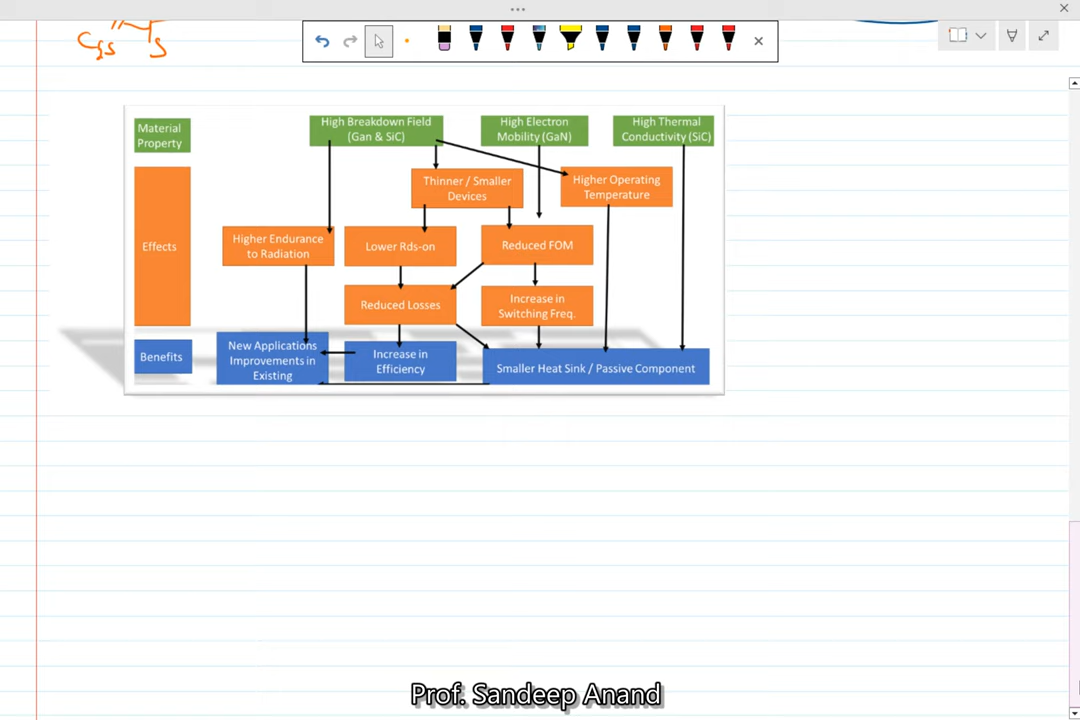 Cgs
S
Material
Property
High Breakdown Field
(Gan & SiC)
High Electron
Mobility (GaN)
High Thermal
Conductivity (SiC)
Effects
Thinner / Smaller
Devices
Higher Operating
Temperature
Higher Endurance
to Radiation
Lower Rds-on
Reduced FOM
Reduced Losses
Increase in
Switching Freq.
Benefits
New Applications
Improvements in
Existing
Increase in
Efficiency
Smaller Heat Sink / Passive Component
Prof. Sandeep Anand